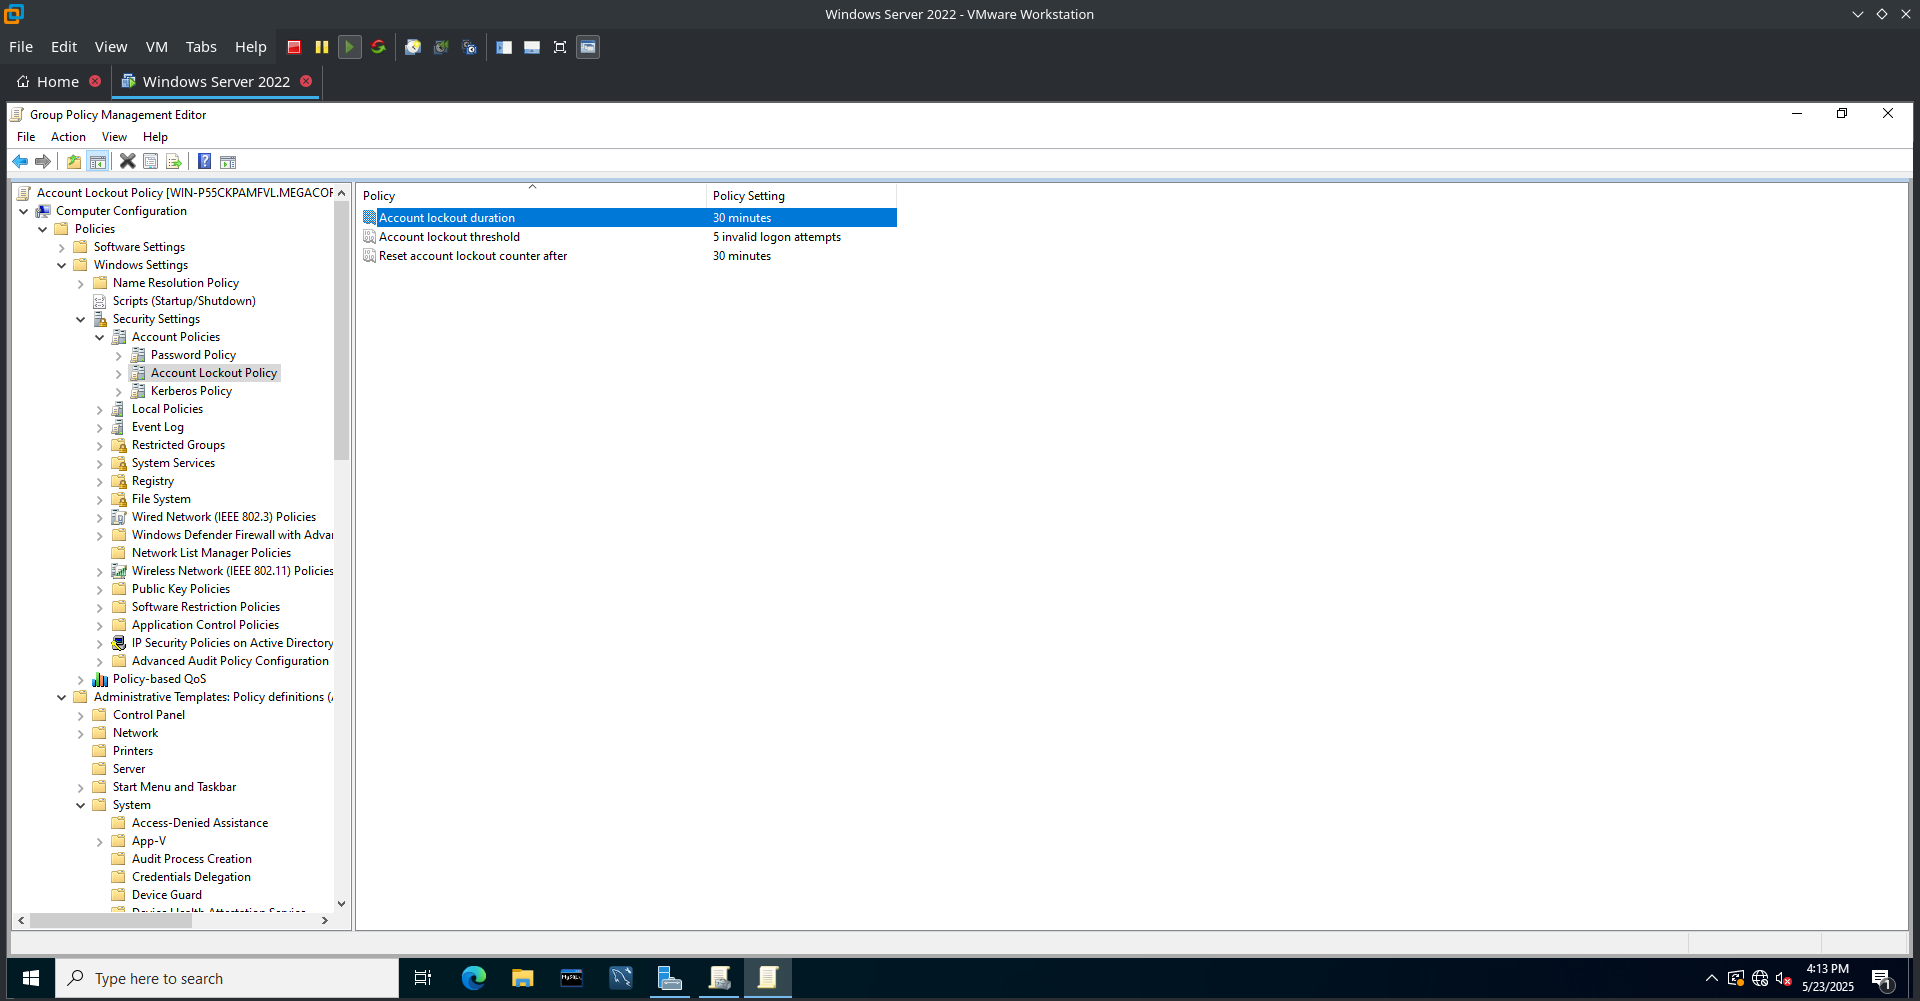 Windows Server 2022 - VMware Workstation
File Edit View VM Tabs Help
Home Windows Server 2022
Group Policy Management Editor
File Action View Help
Account Lockout Policy [WIN-P55CKPAMFVL.MEGACOR
Computer Configuration
Policies
Software Settings
Windows Settings
Name Resolution Policy
Scripts (Startup/Shutdown)
Security Settings
Account Policies
Password Policy
Account Lockout Policy
Kerberos Policy
Local Policies
Event Log
Restricted Groups
System Services
Registry
File System
Wired Network (IEEE 802.3) Policies
Windows Defender Firewall with Advan
Network List Manager Policies
Wireless Network (IEEE 802.11) Policies
Public Key Policies
Software Restriction Policies
Application Control Policies
IP Security Policies on Active Directory
Advanced Audit Policy Configuration
Policy-based QoS
Administrative Templates: Policy definitions (A
Control Panel
Network
Printers
Server
Start Menu and Taskbar
System
Access-Denied Assistance
App-V
Audit Process Creation
Credentials Delegation
Device Guard
Device Health Attestation Service
Policy Policy Setting
Account lockout duration 30 minutes
Account lockout threshold 5 invalid logon attempts
Reset account lockout counter after 30 minutes
Type here to search
MySQL
4:13 PM
5/23/2025
1